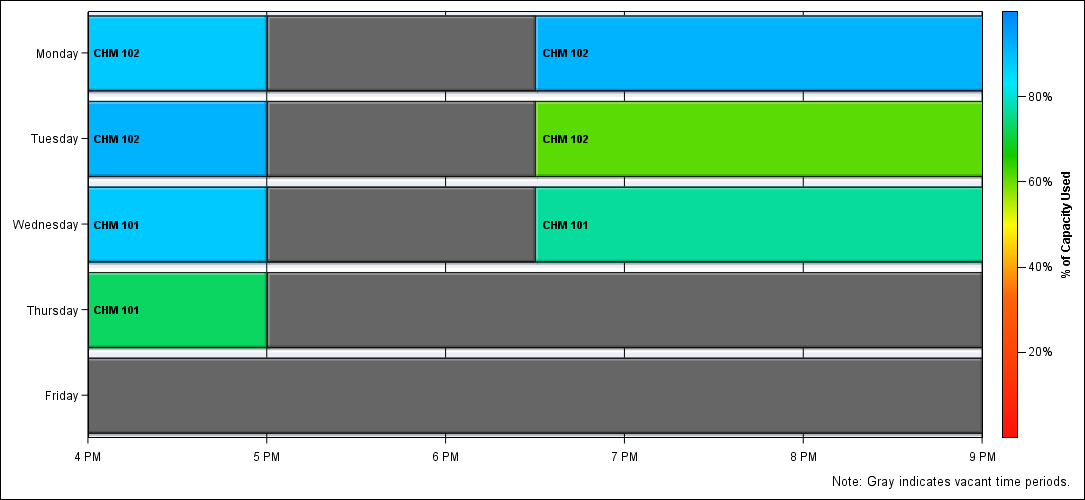 Monday
CHM 102
CHM 102
Tuesday
CHM 102
CHM 102
Wednesday
CHM 101
CHM 101
Thursday
CHM 101
Friday
4 PM
5 PM
6 PM
7 PM
8 PM
9 PM
80%
60%
40%
20%
% of Capacity Used
Note: Gray indicates vacant time periods.